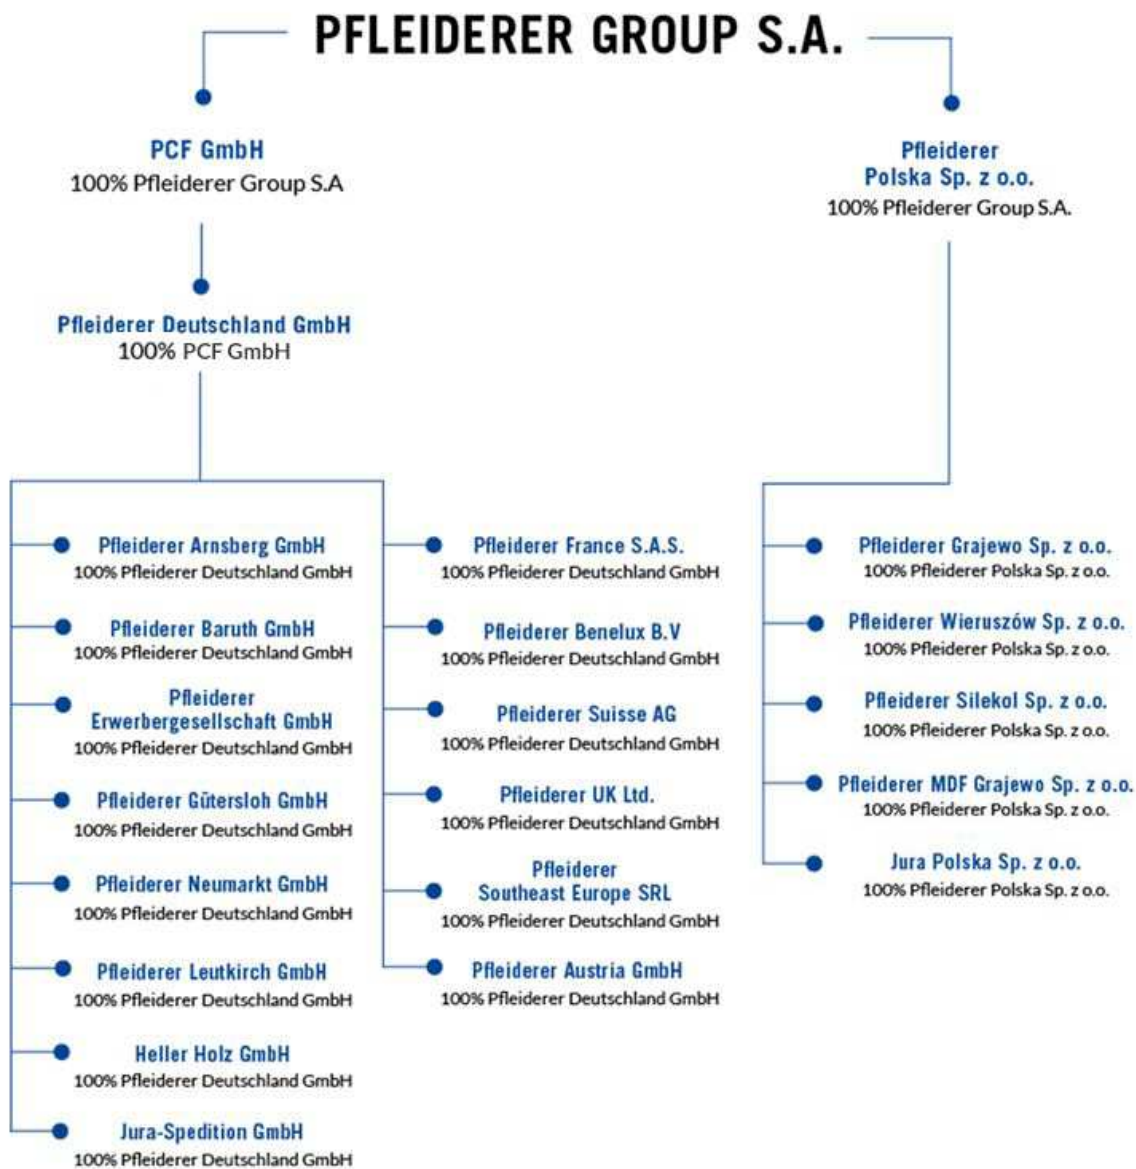 PFLEIDERER GROUP S.A.
PCF GmbH
100% Pfleiderer Group S.A
Pfleiderer Deutschland GmbH
100% PCF GmbH
Pfleiderer
Polska Sp. z o.o.
100% Pfleiderer Group S.A.
Pfleiderer Arnsberg GmbH
100% Pfleiderer Deutschland GmbH
Pfleiderer Baruth GmbH
100% Pfleiderer Deutschland GmbH
Pfleiderer
Erwerbergesellschaft GmbH
100% Pfleiderer Deutschland GmbH
Pfleiderer Gütersloh GmbH
100% Pfleiderer Deutschland GmbH
Pfleiderer Neumarkt GmbH
100% Pfleiderer Deutschland GmbH
Pfleiderer Leutkirch GmbH
100% Pfleiderer Deutschland GmbH
Heller Holz GmbH
100% Pfleiderer Deutschland GmbH
Jura-Spedition GmbH
100% Pfleiderer Deutschland GmbH
Pfleiderer France S.A.S.
100% Pfleiderer Deutschland GmbH
Pfleiderer Benelux B.V
100% Pfleiderer Deutschland GmbH
Pfleiderer Suisse AG
100% Pfleiderer Deutschland GmbH
Pfleiderer UK Ltd.
100% Pfleiderer Deutschland GmbH
Pfleiderer
Southeast Europe SRL
100% Pfleiderer Deutschland GmbH
Pfleiderer Austria GmbH
100% Pfleiderer Deutschland GmbH
Pfleiderer Grajewo Sp. z o.o.
100% Pfleiderer Polska Sp. z o.o.
Pfleiderer Wieruszów Sp. z o.o.
100% Pfleiderer Polska Sp. z o.o.
Pfleiderer Silekol Sp. z o.o.
100% Pfleiderer Polska Sp. z o.o.
Pfleiderer MDF Grajewo Sp. z o.o.
100% Pfleiderer Polska Sp. z o.o.
Jura Polska Sp. z o.o.
100% Pfleiderer Polska Sp. z o.o.